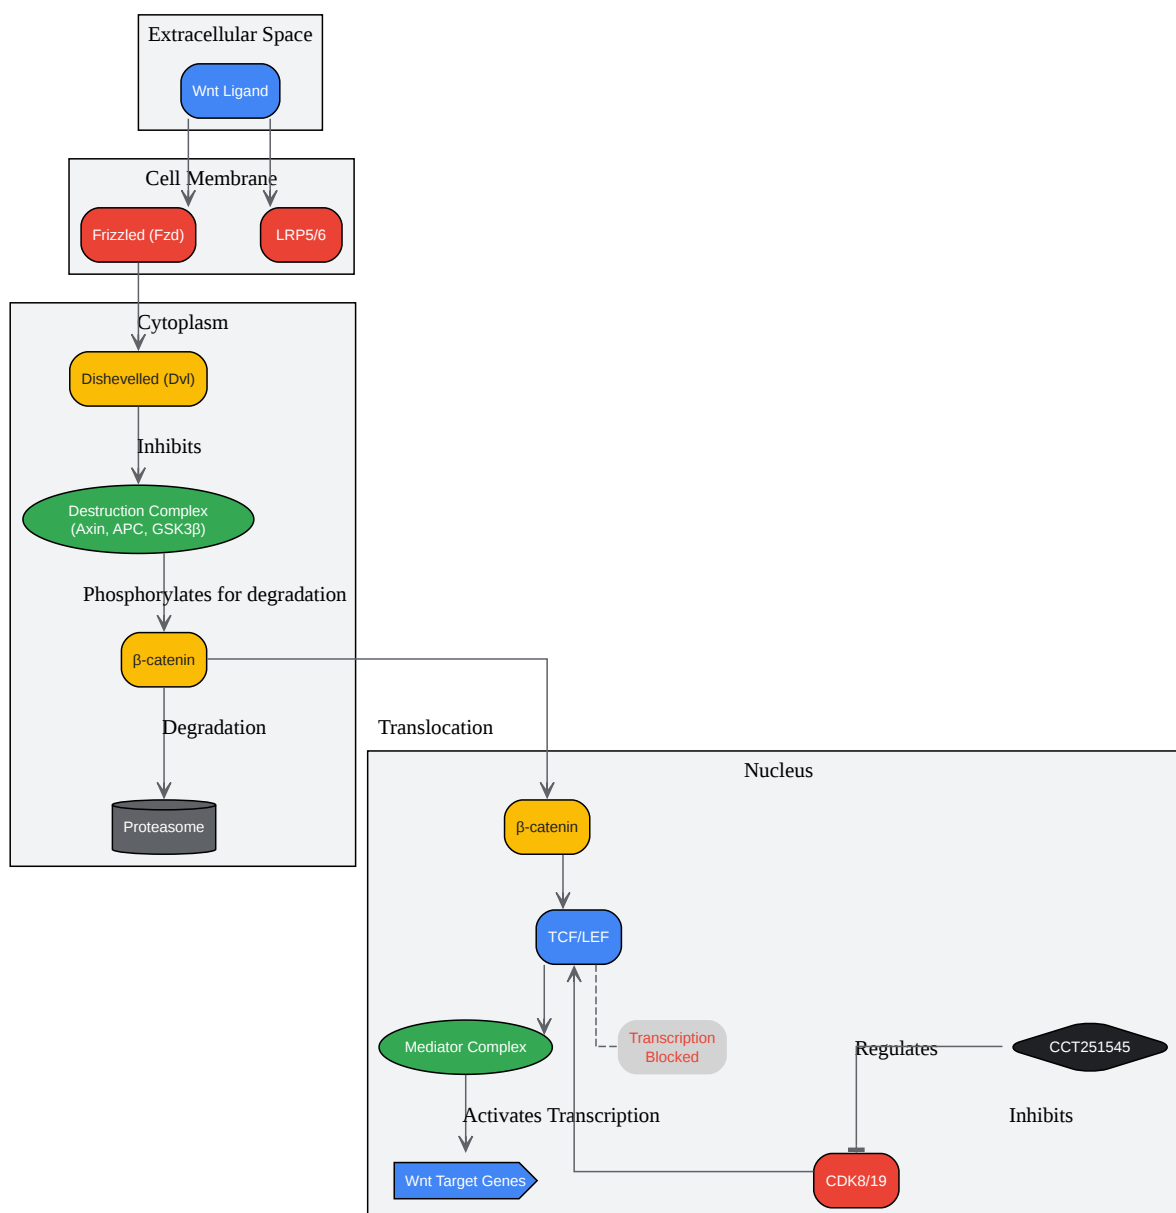 Extracellular Space
Wnt Ligand
Cell Membrane
Frizzled (Fzd)
LRP5/6
Cytoplasm
Dishevelled (Dvl)
Inhibits
Destruction Complex
(Axin, APC, GSK3β)
Phosphorylates for degradation
β-catenin
Degradation
Translocation
Proteasome
Nucleus
β-catenin
TCF/LEF
Mediator Complex
Transcription
Blocked
Regulates
CCT251545
Activates Transcription
Inhibits
Wnt Target Genes
CDK8/19